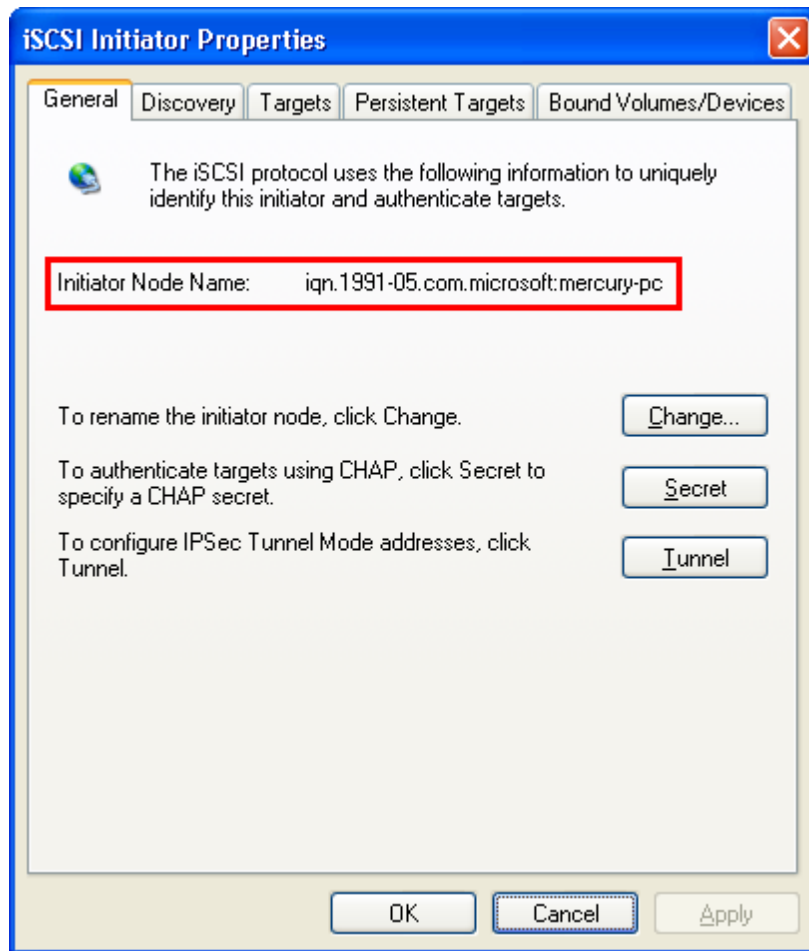 iSCSI Initiator Properties
General Discovery Targets Persistent Targets Bound Volumes/Devices
The iSCSI protocol uses the following information to uniquely
identify this initiator and authenticate targets.
Initiator Node Name: iqn.1991-05.com.microsoft:mercury-pc
To rename the initiator node, click Change.
Change...
To authenticate targets using CHAP, click Secret to
specify a CHAP secret.
Secret
To configure IPSec Tunnel Mode addresses, click
Tunnel.
Tunnel
OK Cancel Apply